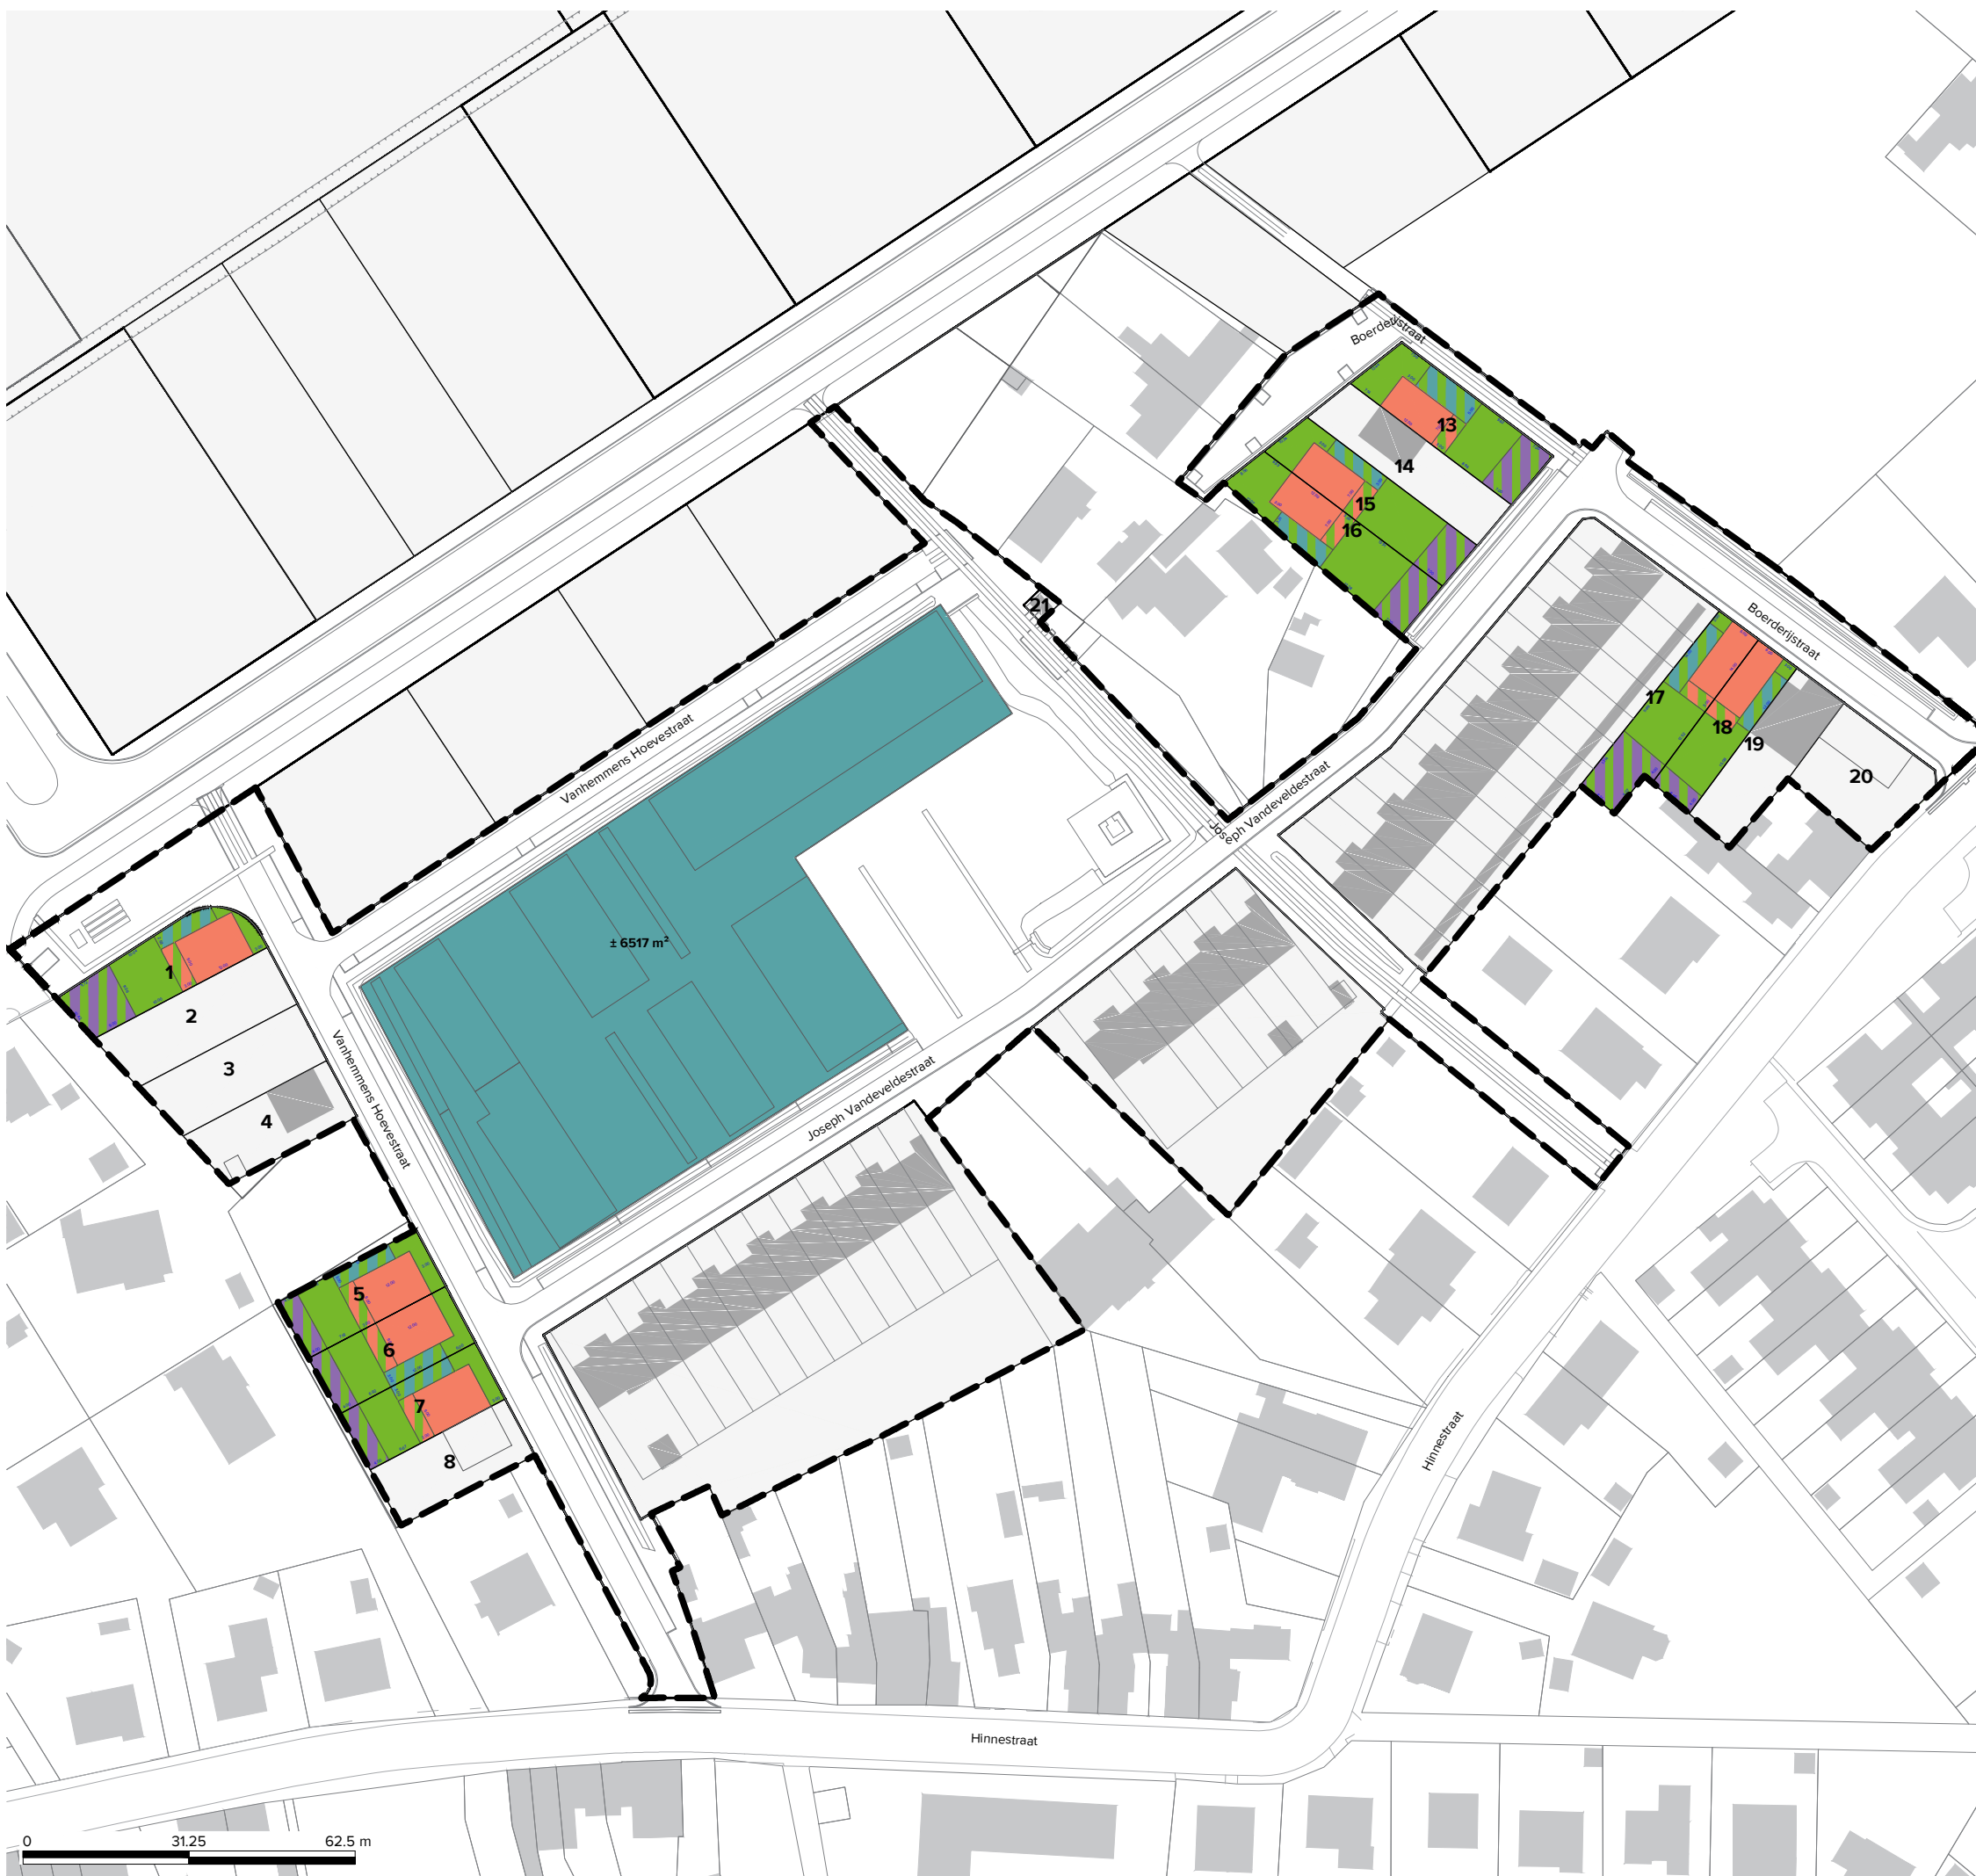 Boerderijstraat
13
14
15
16
21
Boerderijstraat
17
18
19
20
Vanhemmens Hoevestraat
Joseph Vandeveldestraat
± 6517 m²
1
2
3
4
Vanhemmens Hoevestraat
Joseph Vandeveldestraat
5
6
7
8
Hinnestraat
Hinnestraat
0 31.25 62.5 m